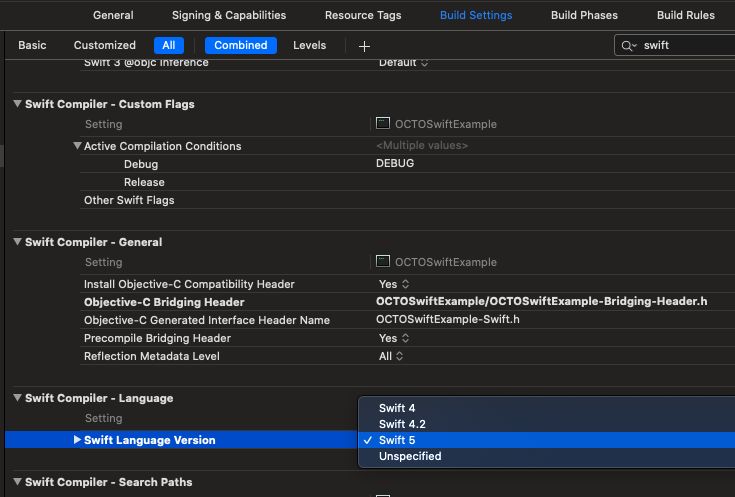 General Signing & Capabilities Resource Tags Build Settings Build Phases Build Rules
Basic Customized All Combined Levels + swift
Swift 3 @objc Inference Default
Swift Compiler - Custom Flags
Setting OCTOSwiftExample
Active Compilation Conditions <Multiple values>
Debug DEBUG
Release
Other Swift Flags
Swift Compiler - General
Setting OCTOSwiftExample
Install Objective-C Compatibility Header Yes
Objective-C Bridging Header OCTOSwiftExample/OCTOSwiftExample-Bridging-Header.h
Objective-C Generated Interface Header Name OCTOSwiftExample-Swift.h
Precompile Bridging Header Yes
Reflection Metadata Level All
Swift Compiler - Language
Setting
Swift 4
Swift 4.2
Swift Language Version ✓ Swift 5
Unspecified
Swift Compiler - Search Paths